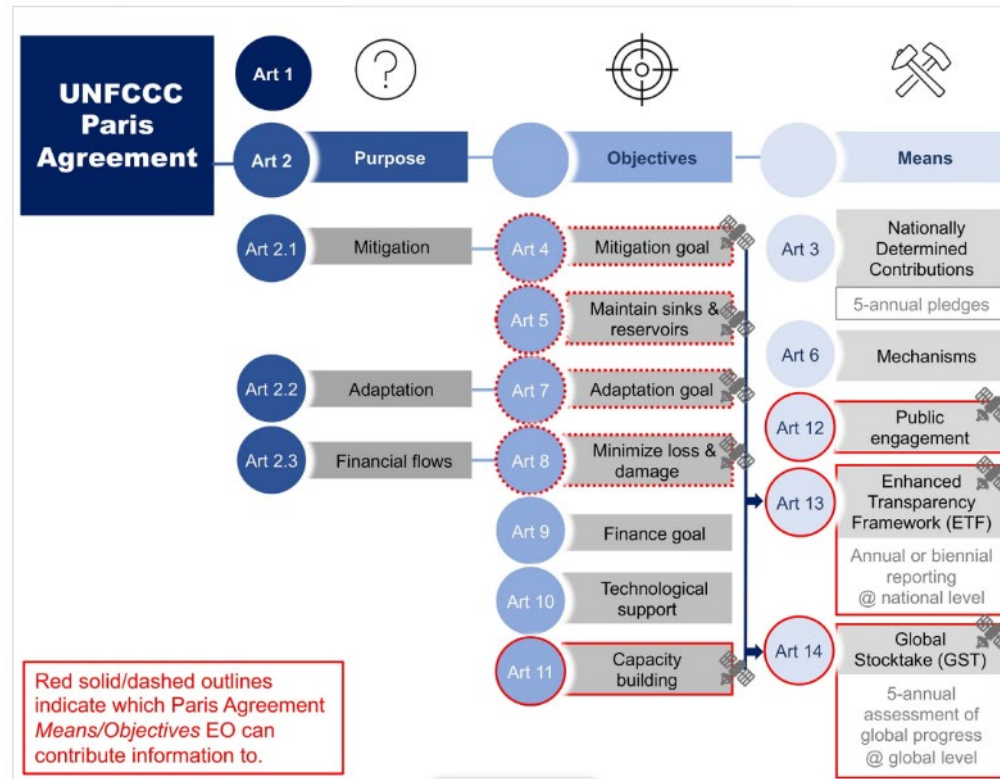 UNFCCC
Paris
Agreement
Art 1
?
Art 2
Purpose
Objectives
Means
Art 2.1
Mitigation
Art 4
Mitigation goal
Art 3
Nationally
Determined
Contributions
5-annual pledges
Art 5
Maintain sinks &
reservoirs
Art 6
Mechanisms
Art 2.2
Adaptation
Art 7
Adaptation goal
Art 12
Public
engagement
Art 2.3
Financial flows
Art 8
Minimize loss &
damage
Art 13
Enhanced
Transparency
Framework (ETF)
Annual or biennial
reporting
@ national level
Art 9
Finance goal
Art 10
Technological
support
Art 11
Capacity
building
Art 14
Global
Stocktake (GST)
5-annual
assessment of
global progress
@ global level
Red solid/dashed outlines
indicate which Paris Agreement
Means/Objectives EO can
contribute information to.